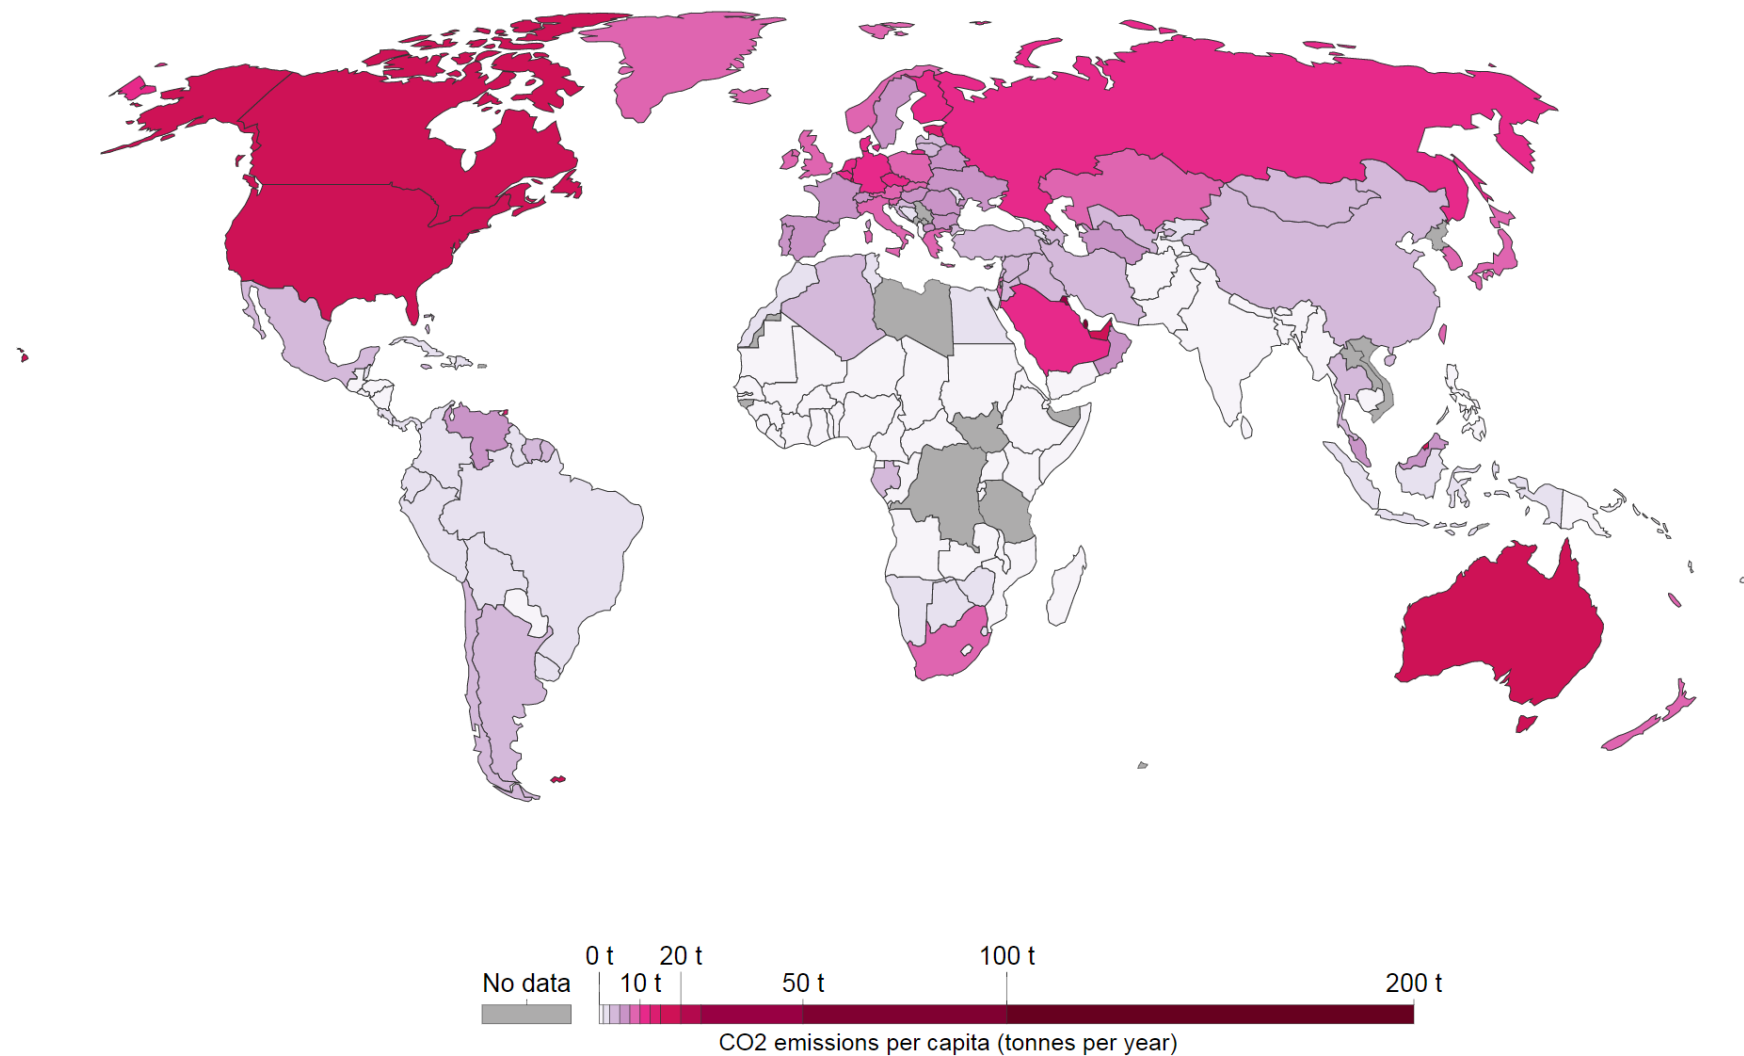 0 t 20 t 100 t
No data 10 t 50 t 200 t
CO2 emissions per capita (tonnes per year)